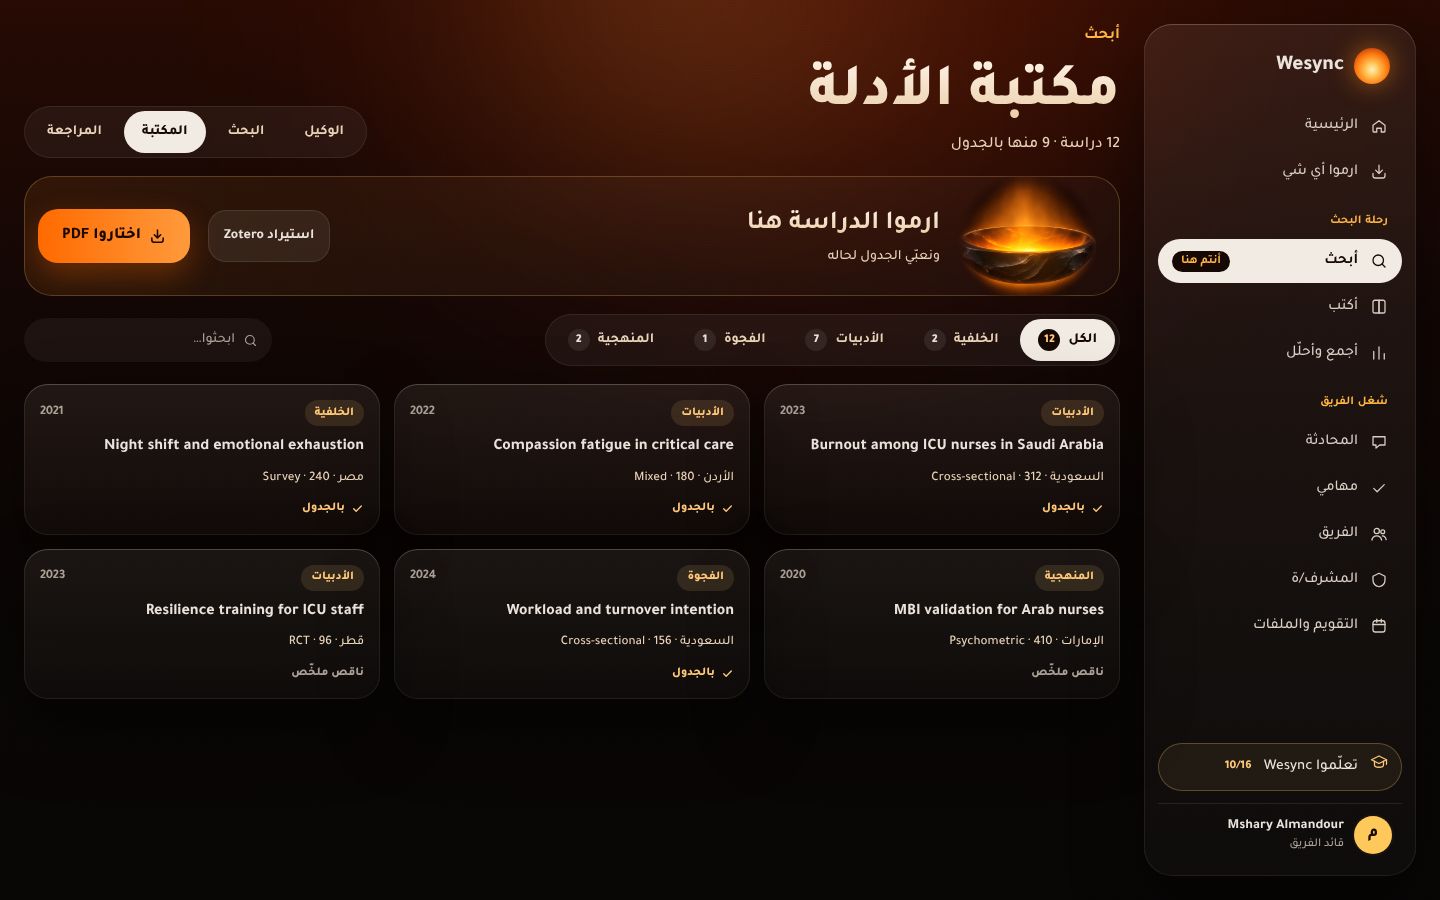 Wesync
الرئيسية
ارموا أي شي
رحلة البحث
أبحث
أنتم هنا
أكتب
أجمع وأحلّل
شغل الفريق
المحادثة
مهامي
الفريق
المشرف/ة
التقويم والملفات
تعلّموا Wesync 10/16
م
Mshary Almandour
قائد الفريق
أبحث
مكتبة الأدلة
12 دراسة · 9 منها بالجدول
الوكيل
البحث
المكتبة
المراجعة
ارموا الدراسة هنا
ونعبّي الجدول لحاله
استيراد Zotero
اختاروا PDF
الكل 12
الخلفية 2
الأدبيات 7
الفجوة 1
المنهجية 2
ابحثوا...
الأدبيات
2023
Burnout among ICU nurses in Saudi Arabia
السعودية · 312 · Cross-sectional
بالجدول
الأدبيات
2022
Compassion fatigue in critical care
الأردن · 180 · Mixed
بالجدول
الخلفية
2021
Night shift and emotional exhaustion
مصر · 240 · Survey
بالجدول
المنهجية
2020
MBI validation for Arab nurses
الإمارات · 410 · Psychometric
ناقص ملخّص
الفجوة
2024
Workload and turnover intention
السعودية · 156 · Cross-sectional
بالجدول
الأدبيات
2023
Resilience training for ICU staff
قطر · 96 · RCT
ناقص ملخّص